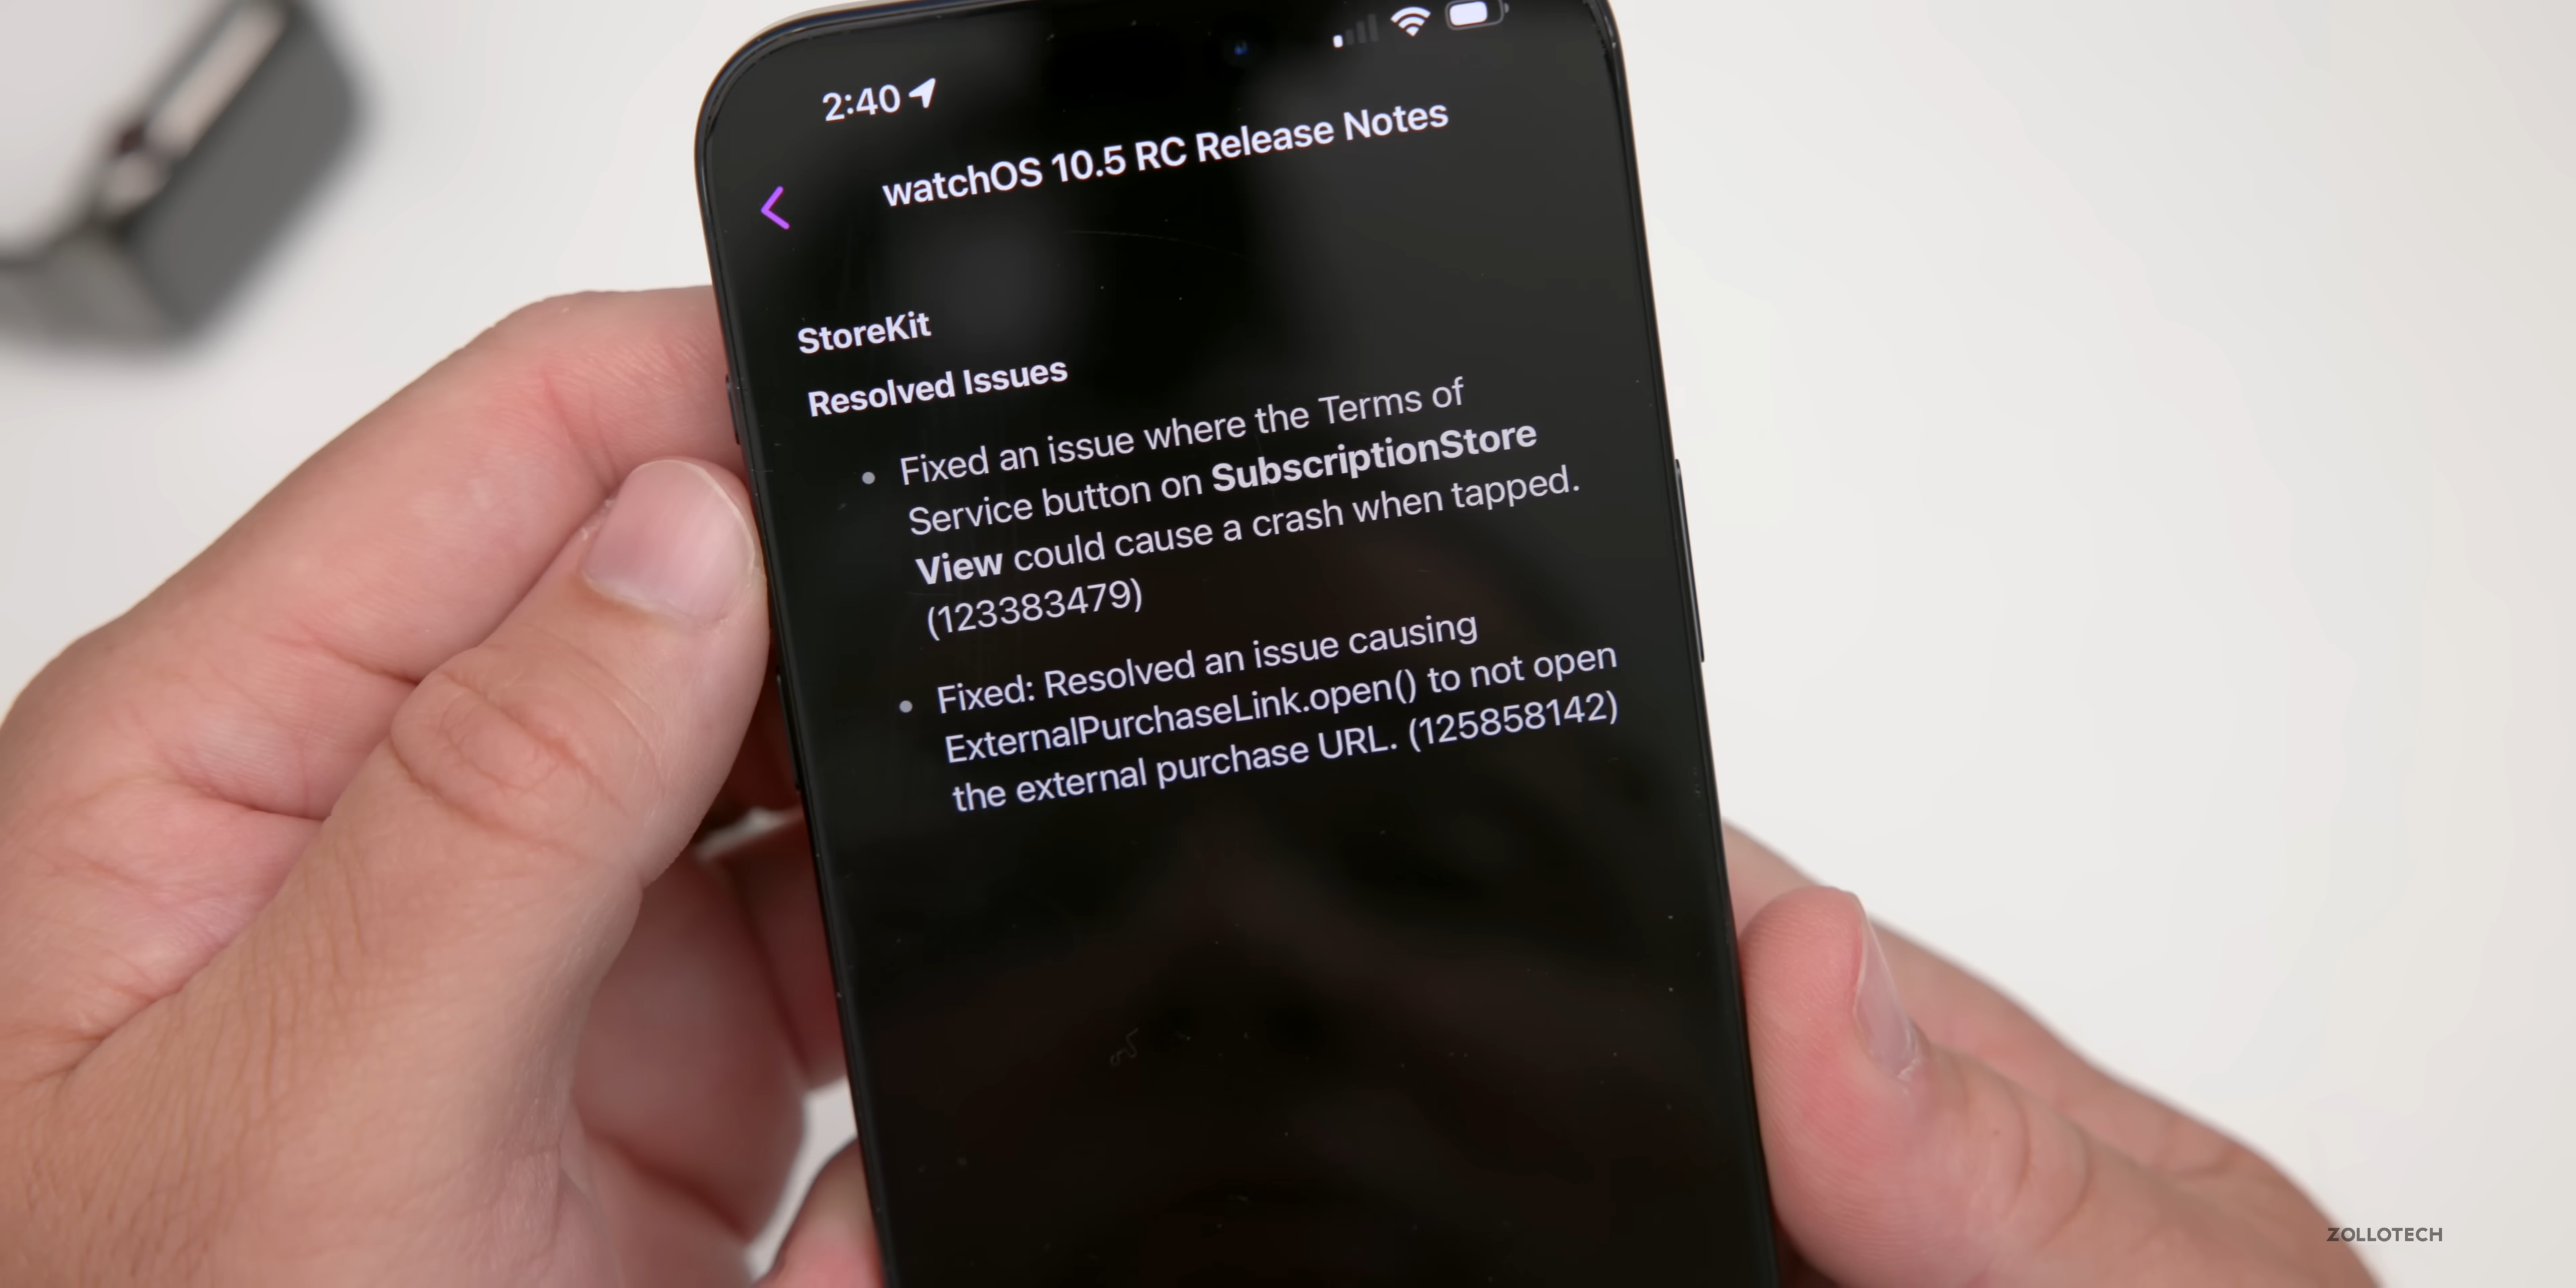 2:40
watchOS 10.5 RC Release Notes
StoreKit
Resolved Issues
• Fixed an issue where the Terms of
Service button on SubscriptionStore
View could cause a crash when tapped.
(123383479)
• Fixed: Resolved an issue causing
ExternalPurchaseLink.open() to not open
the external purchase URL. (125858142)
ZOLLOTECH